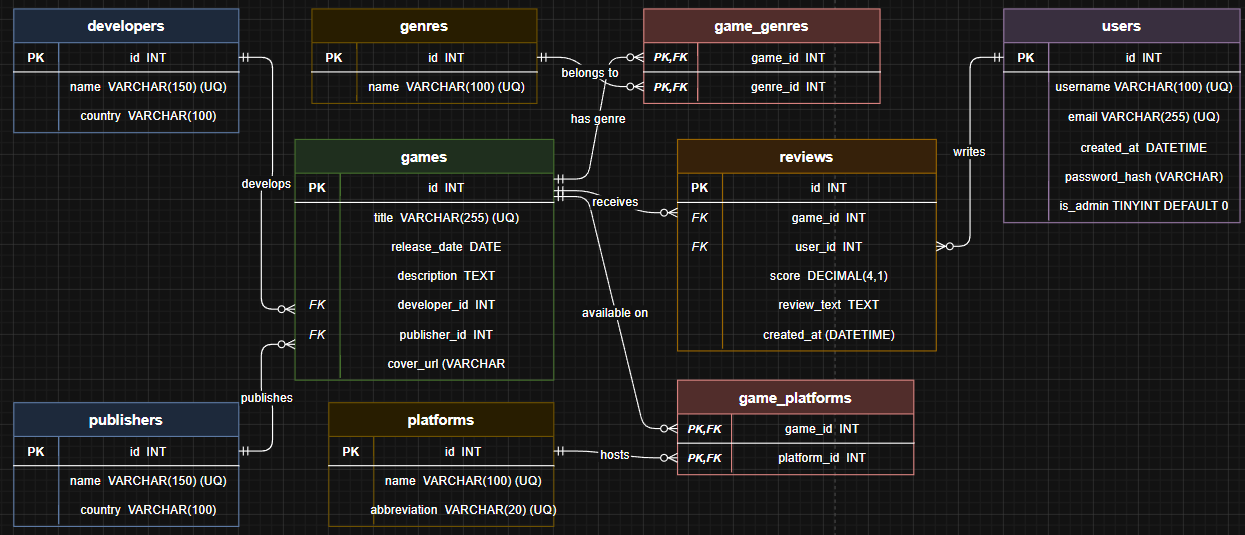 developers
PK id INT
name VARCHAR(150) (UQ)
country VARCHAR(100)
genres
PK id INT
name VARCHAR(100) (UQ)
game_genres
PK,FK game_id INT
PK,FK genre_id INT
users
PK id INT
username VARCHAR(100) (UQ)
email VARCHAR(255) (UQ)
created_at DATETIME
password_hash (VARCHAR)
is_admin TINYINT DEFAULT 0
belongs to
has genre
develops
games
PK id INT
title VARCHAR(255) (UQ)
release_date DATE
description TEXT
FK developer_id INT
FK publisher_id INT
cover_url (VARCHAR
receives
reviews
PK id INT
FK game_id INT
FK user_id INT
score DECIMAL(4,1)
review_text TEXT
created_at (DATETIME)
writes
available on
publishes
publishers
PK id INT
name VARCHAR(150) (UQ)
country VARCHAR(100)
platforms
PK id INT
name VARCHAR(100) (UQ)
abbreviation VARCHAR(20) (UQ)
hosts
game_platforms
PK,FK game_id INT
PK,FK platform_id INT